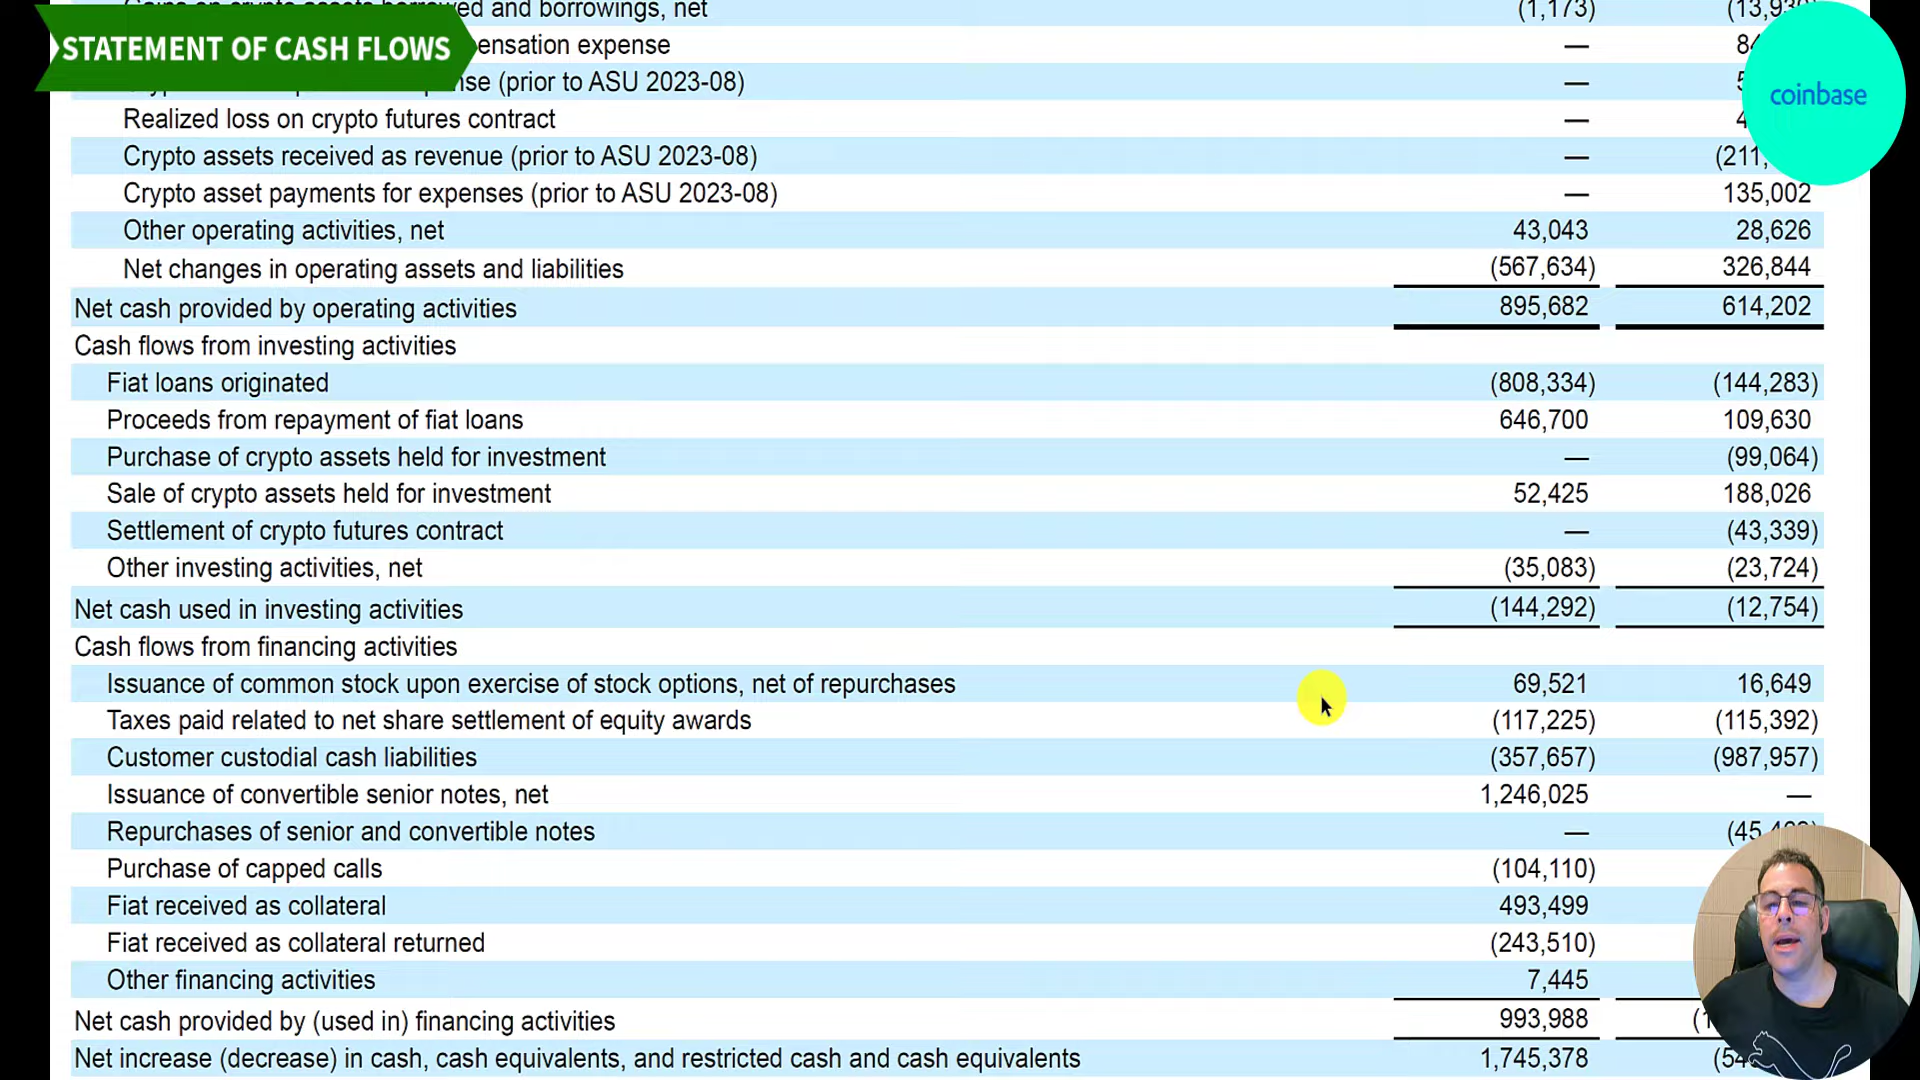 Gains on crypto assets borrowed and borrowings, net (1,173)
STATEMENT OF CASH FLOWS
expense — 
(prior to ASU 2023-08) —
Realized loss on crypto futures contract —
coinbase
Crypto assets received as revenue (prior to ASU 2023-08) —
Crypto asset payments for expenses (prior to ASU 2023-08) — 135,002
Other operating activities, net 43,043 28,626
Net changes in operating assets and liabilities (567,634) 326,844
Net cash provided by operating activities 895,682 614,202
Cash flows from investing activities
Fiat loans originated (808,334) (144,283)
Proceeds from repayment of fiat loans 646,700 109,630
Purchase of crypto assets held for investment — (99,064)
Sale of crypto assets held for investment 52,425 188,026
Settlement of crypto futures contract — (43,339)
Other investing activities, net (35,083) (23,724)
Net cash used in investing activities (144,292) (12,754)
Cash flows from financing activities
Issuance of common stock upon exercise of stock options, net of repurchases 69,521 16,649
Taxes paid related to net share settlement of equity awards (117,225) (115,392)
Customer custodial cash liabilities (357,657) (987,957)
Issuance of convertible senior notes, net 1,246,025 —
Repurchases of senior and convertible notes —
Purchase of capped calls (104,110)
Fiat received as collateral 493,499
Fiat received as collateral returned (243,510)
Other financing activities 7,445
Net cash provided by (used in) financing activities 993,988
Net increase (decrease) in cash, cash equivalents, and restricted cash and cash equivalents 1,745,378